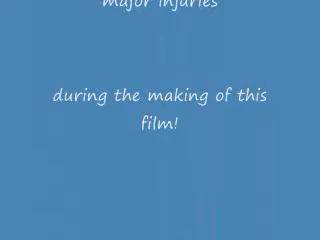 major injuries
during the making of this
film!